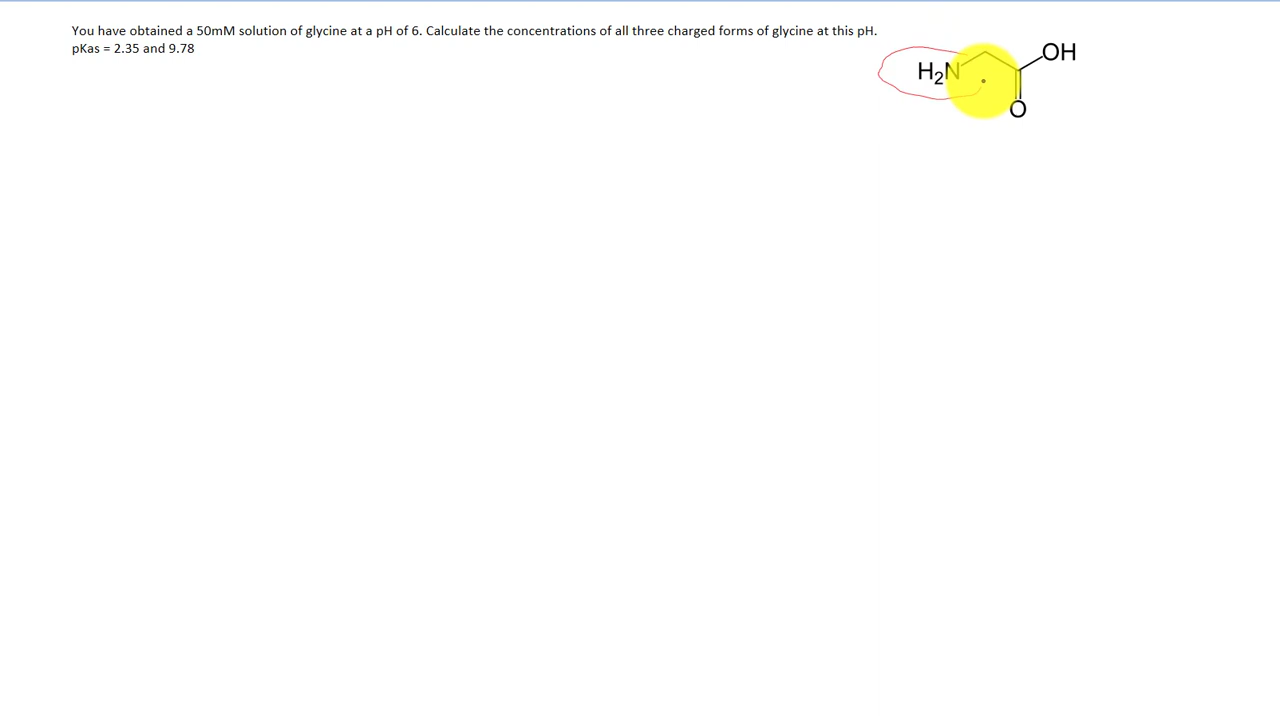 You have obtained a 50mM solution of glycine at a pH of 6. Calculate the concentrations of all three charged forms of glycine at this pH.
pKas = 2.35 and 9.78
H₂N
OH
O